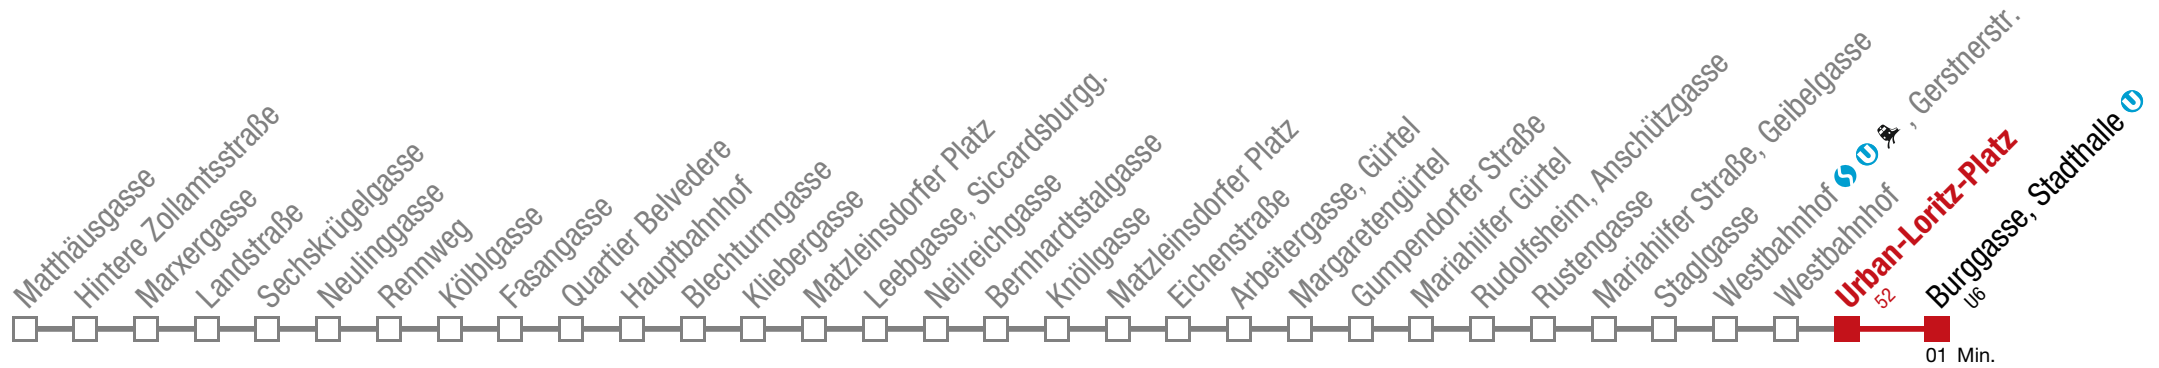 Matthäusgasse
Hintere Zollamtsstraße
Marxergasse
Landstraße
Sechskrügelgasse
Neulinggasse
Rennweg
Kölblgasse
Fasangasse
Quartier Belvedere
Hauptbahnhof
Blechturmgasse
Kliebergasse
Matzleinsdorfer Platz
Leebgasse, Siccardsburgg.
Neilreichgasse
Bernhardtstalgasse
Knöllgasse
Matzleinsdorfer Platz
Eichenstraße
Arbeitergasse, Gürtel
Margaretengürtel
Gumpendorfer Straße
Mariahilfer Gürtel
Rudolfsheim, Anschützgasse
Rustengasse
Mariahilfer Straße, Geibelgasse
Staglgasse
Westbahnhof S U , Gerstnerstr.
Westbahnhof
Urban-Loritz-Platz
52
Burggasse, Stadthalle U
U6
01 Min.